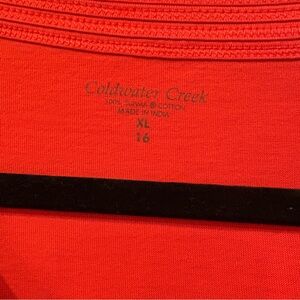 Coldwater Creek
100% SUPIMA ® COTTON
MADE IN INDIA
XL
16